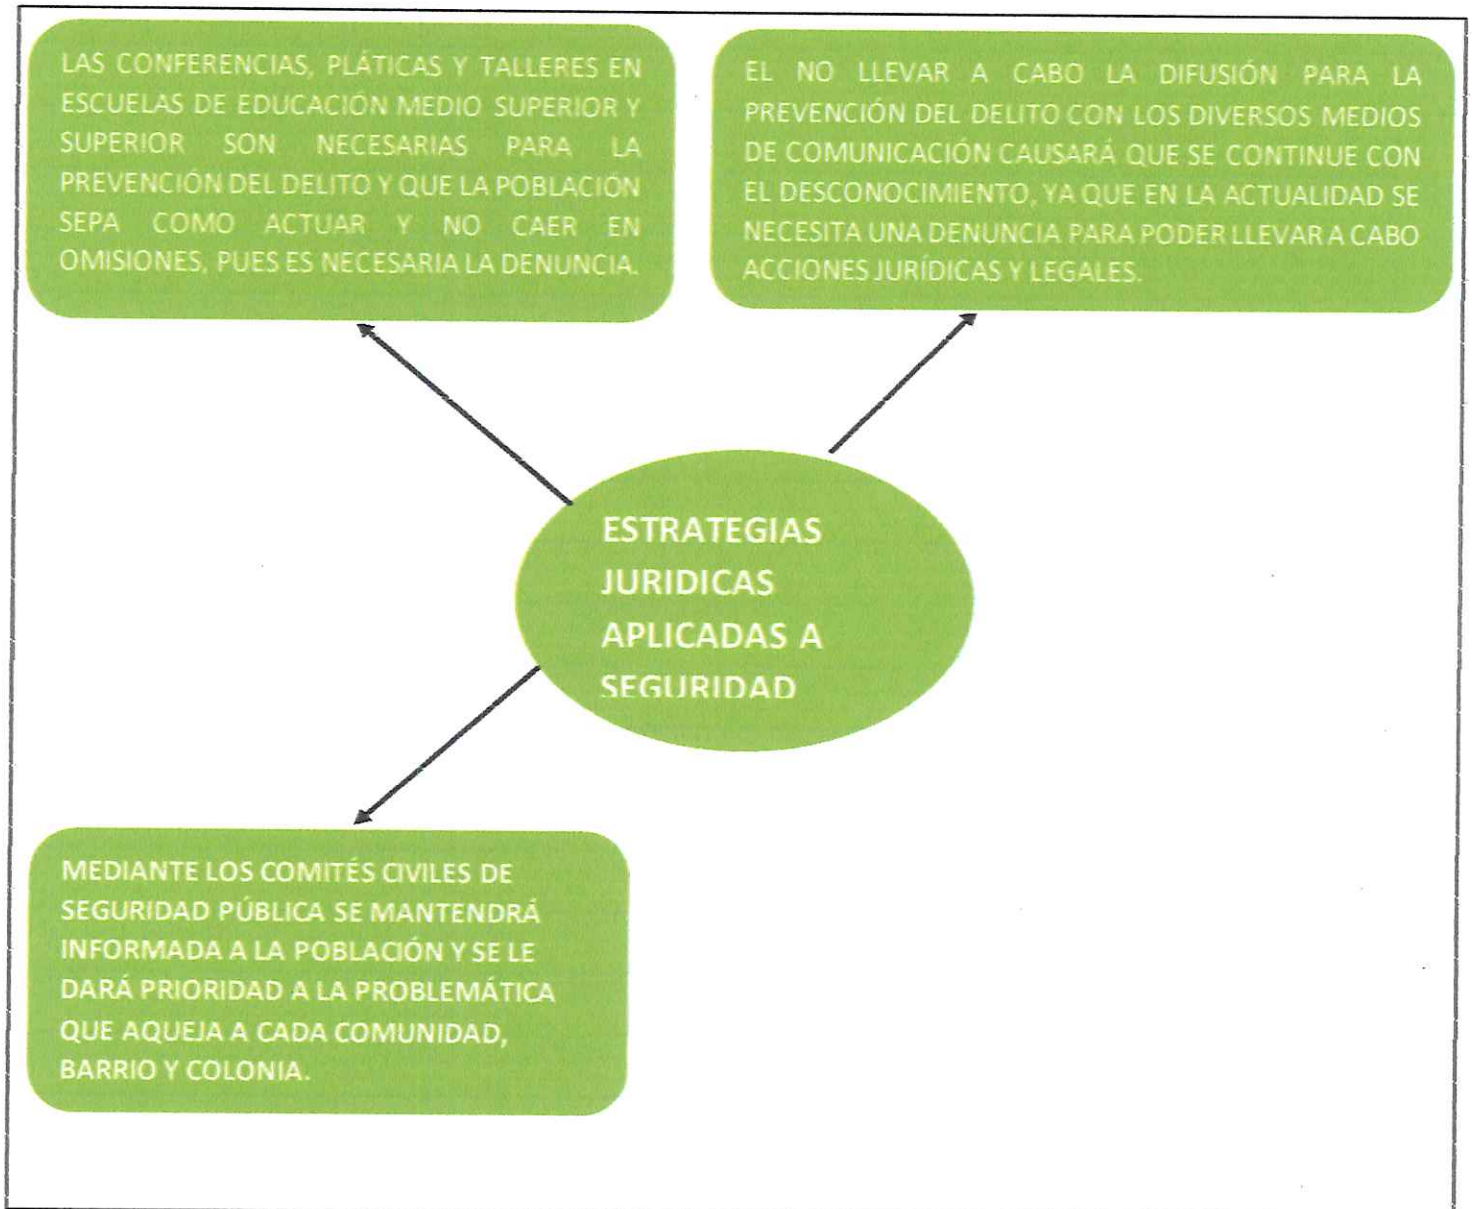 LAS CONFERENCIAS, PLÁTICAS Y TALLERES EN
ESCUELAS DE EDUCACIÓN MEDIO SUPERIOR Y
SUPERIOR SON NECESARIAS PARA LA
PREVENCIÓN DEL DELITO Y QUE LA POBLACIÓN
SEPA COMO ACTUAR Y NO CAER EN
OMISIONES, PUES ES NECESARIA LA DENUNCIA.
EL NO LLEVAR A CABO LA DIFUSIÓN PARA LA
PREVENCIÓN DEL DELITO CON LOS DIVERSOS MEDIOS
DE COMUNICACIÓN CAUSARÁ QUE SE CONTINUE CON
EL DESCONOCIMIENTO, YA QUE EN LA ACTUALIDAD SE
NECESITA UNA DENUNCIA PARA PODER LLEVAR A CABO
ACCIONES JURÍDICAS Y LEGALES.
ESTRATEGIAS
JURIDICAS
APLICADAS A
SEGURIDAD
MEDIANTE LOS COMITÉS CIVILES DE
SEGURIDAD PÚBLICA SE MANTENDRÁ
INFORMADA A LA POBLACIÓN Y SE LE
DARÁ PRIORIDAD A LA PROBLEMÁTICA
QUE AQUEJA A CADA COMUNIDAD,
BARRIO Y COLONIA.